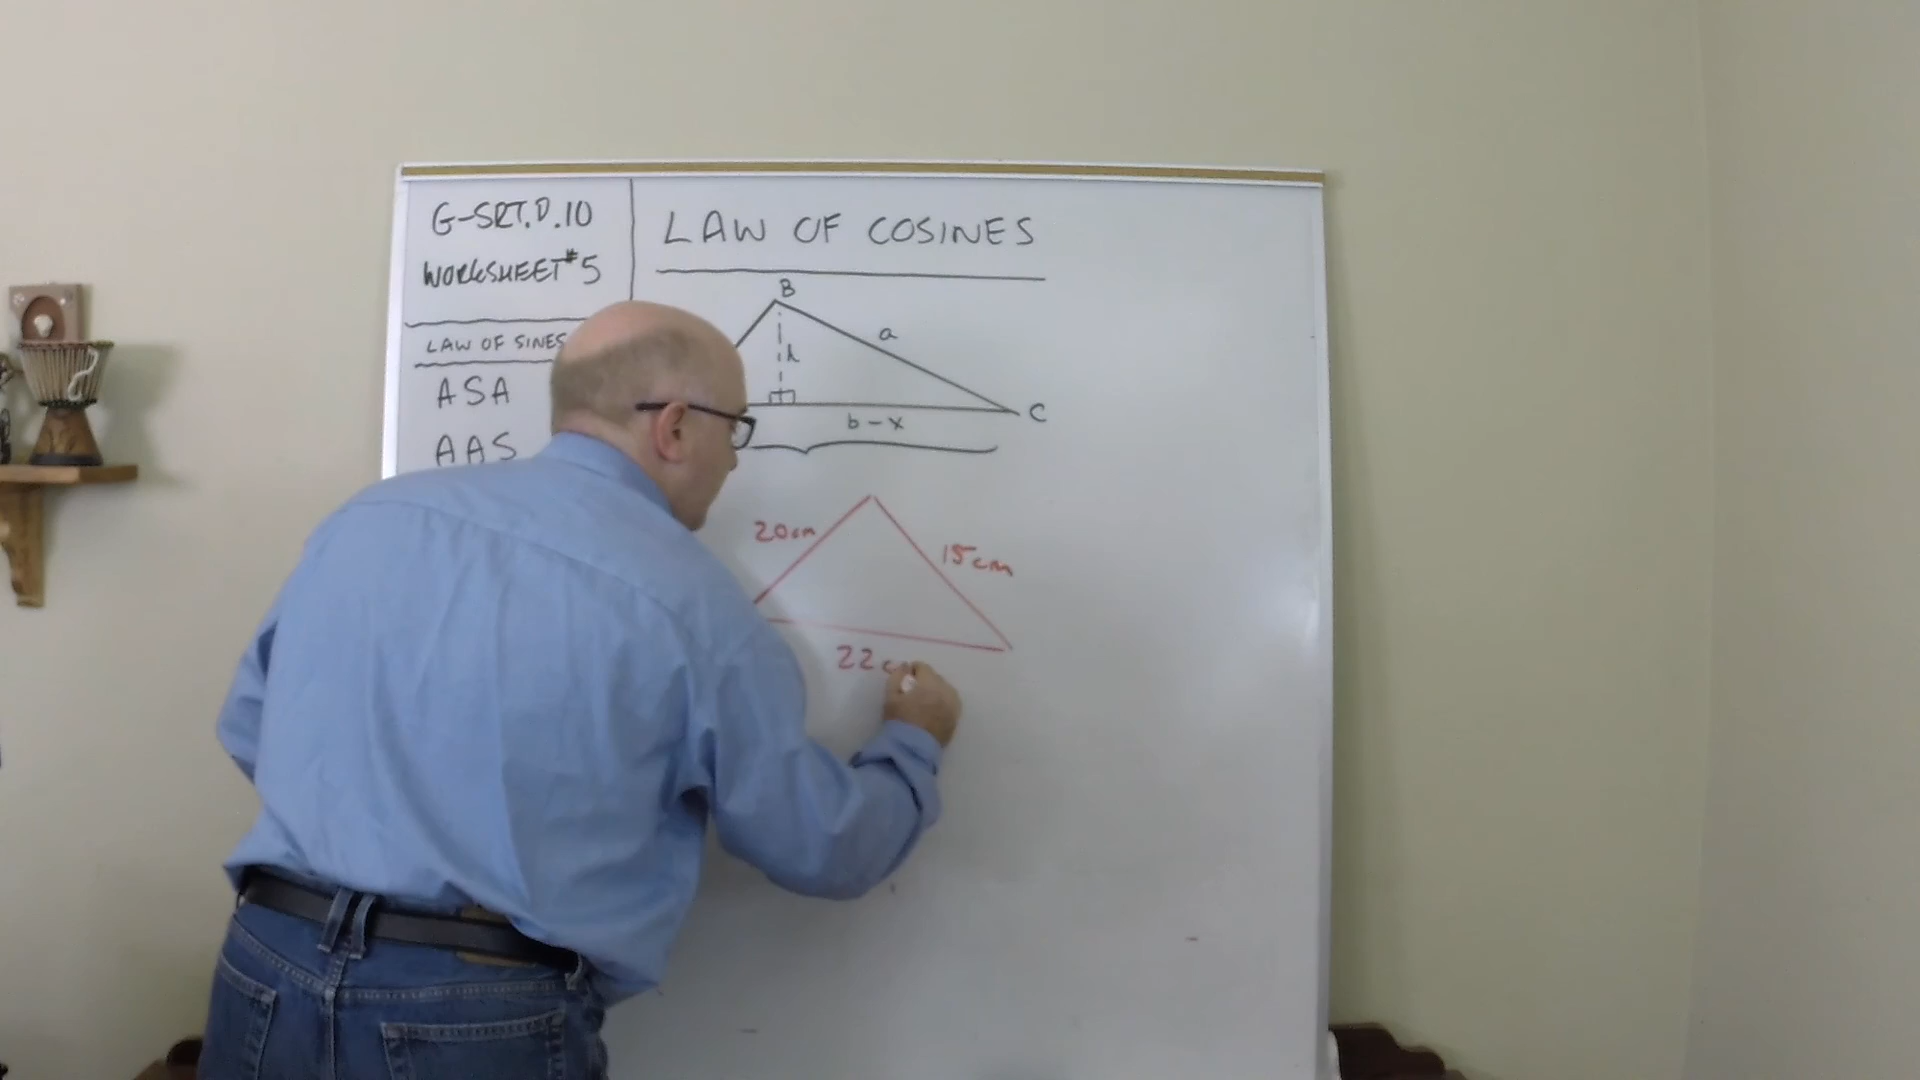 G-SRT.D.10
WORKSHEET #5
LAW OF SINES
ASA
AAS
LAW OF COSINES
B
a
h
C
b-x
20cm
15cm
22cm